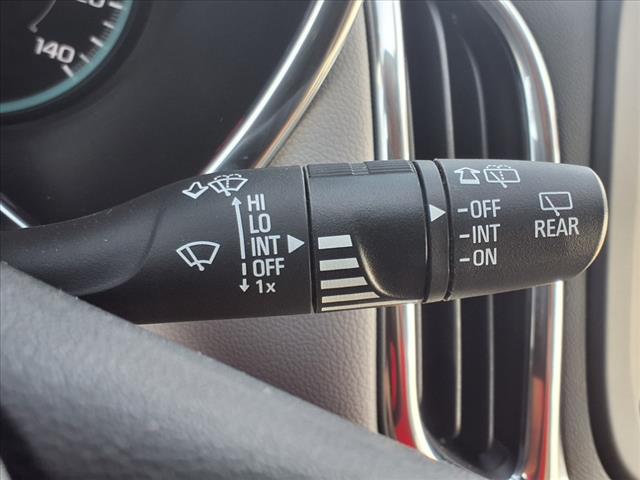 140
HI
LO
INT
OFF
1x
-OFF
-INT
-ON
REAR